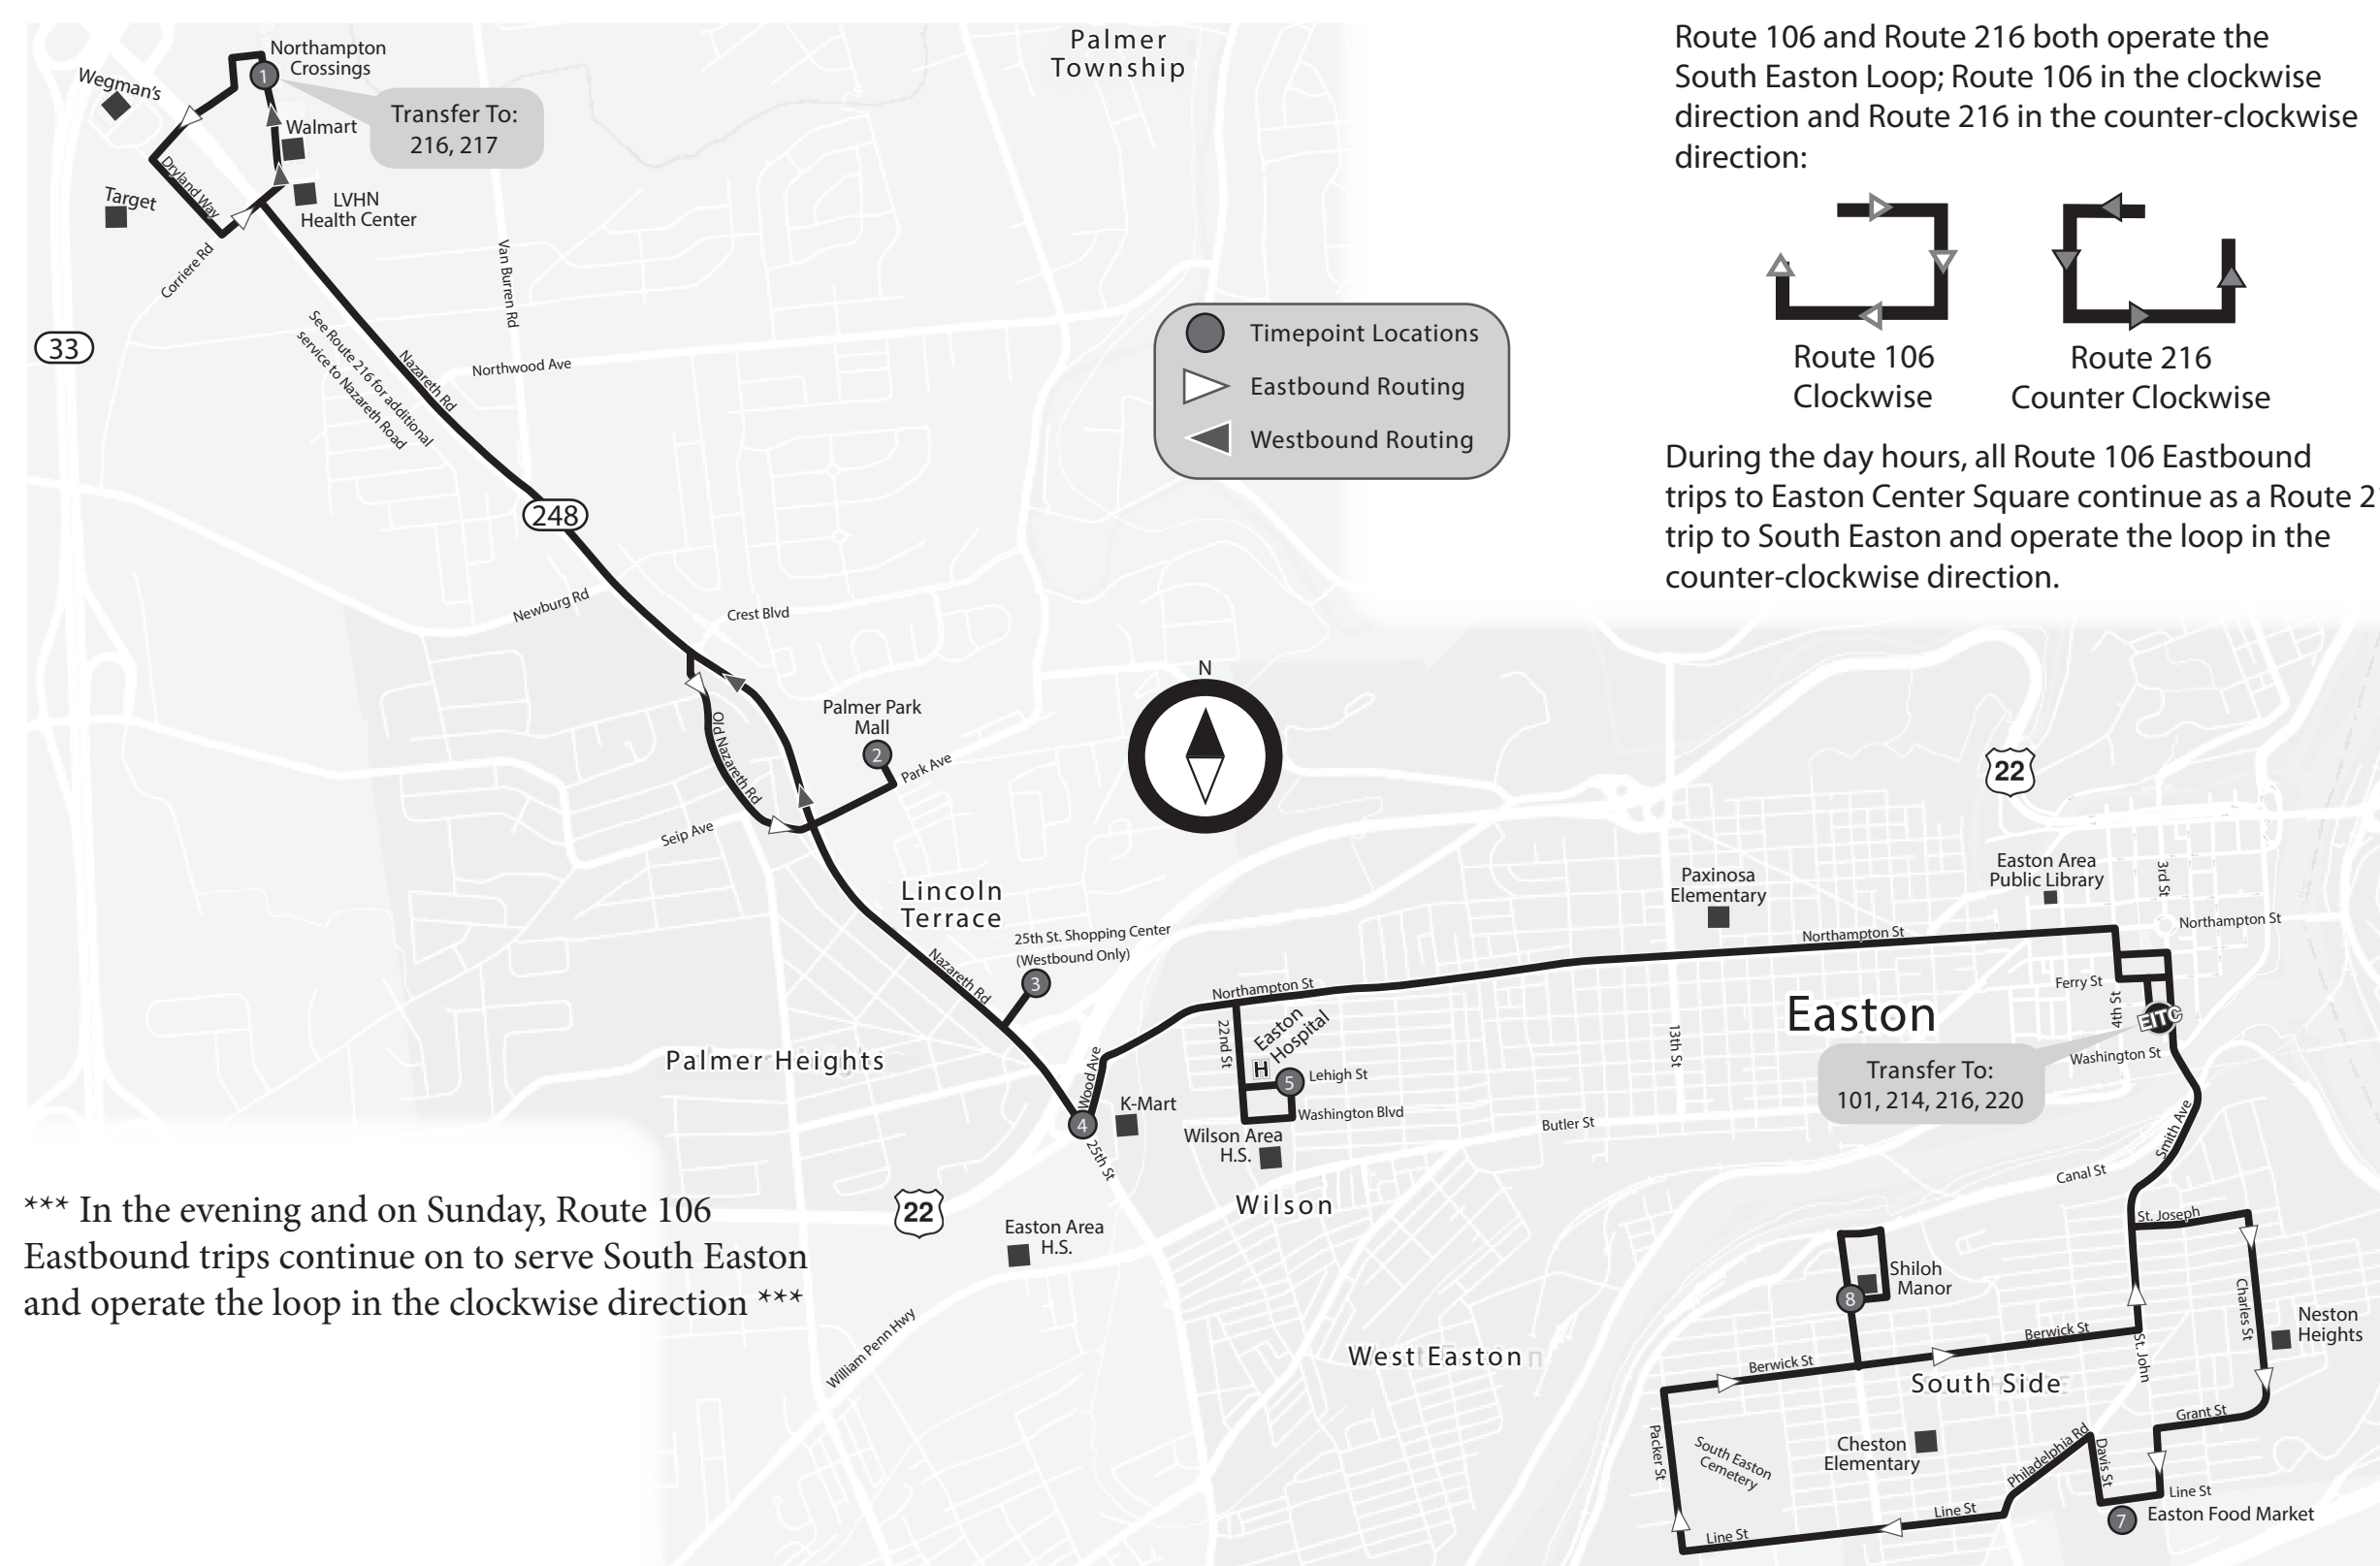 Northampton
Crossings
1
Wegman's
Transfer To:
216, 217
Walmart
Dryland Way
Target
LVHN
Health Center
Corriere Rd
Van Burren Rd
Palmer
Township
33
See Route 216 for additional
service to Nazareth Road
Nazareth Rd
Northwood Ave
248
Newburg Rd
Crest Blvd
Route 106 and Route 216 both operate the
South Easton Loop; Route 106 in the clockwise
direction and Route 216 in the counter-clockwise
direction:
Route 106
Clockwise
Route 216
Counter Clockwise
During the day hours, all Route 106 Eastbound
trips to Easton Center Square continue as a Route 2
trip to South Easton and operate the loop in the
counter-clockwise direction.
Timepoint Locations
Eastbound Routing
Westbound Routing
N
Palmer Park
Mall
2
Park Ave
Old Nazareth Rd
Seip Ave
Lincoln
Terrace
25th St. Shopping Center
(Westbound Only)
3
Nazareth Rd
Palmer Heights
Wood Ave
4
K-Mart
25th St
22
Easton Area
H.S.
William Penn Hwy
Northampton St
22nd St
Easton
Hospital
H
5
Lehigh St
Washington Blvd
Wilson Area
H.S.
Wilson
Butler St
West Easton
13th St
Paxinosa
Elementary
22
Easton Area
Public Library
3rd St
Northampton St
Northampton St
Ferry St
4th St
EITC
Easton
Washington St
Transfer To:
101, 214, 216, 220
Smith Ave
Canal St
St. Joseph
Charles St
Neston
Heights
Shiloh
Manor
8
Berwick St
Berwick St
St. John
South Side
Grant St
Packer St
South Easton
Cemetery
Cheston
Elementary
Philadelphia Rd
Davis St
Line St
Line St
Line St
7
Easton Food Market
*** In the evening and on Sunday, Route 106
Eastbound trips continue on to serve South Easton
and operate the loop in the clockwise direction ***